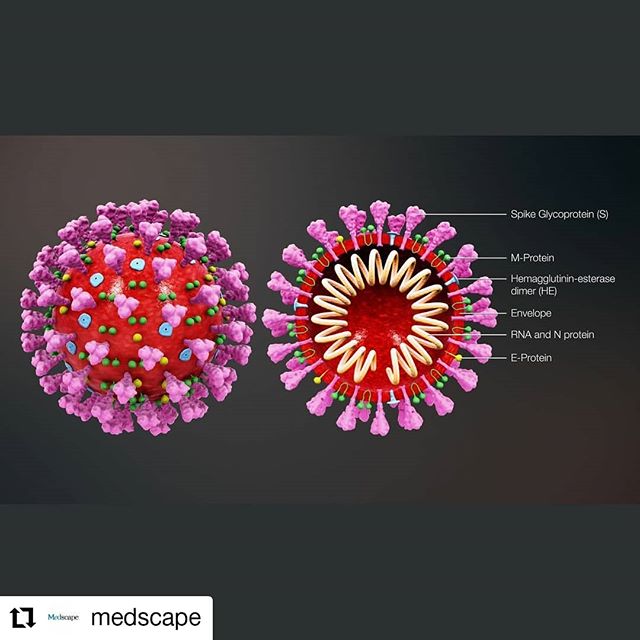 Spike Glycoprotein (S)
M-Protein
Hemagglutinin-esterase
dimer (HE)
Envelope
RNA and N protein
E-Protein
Medscape
medscape